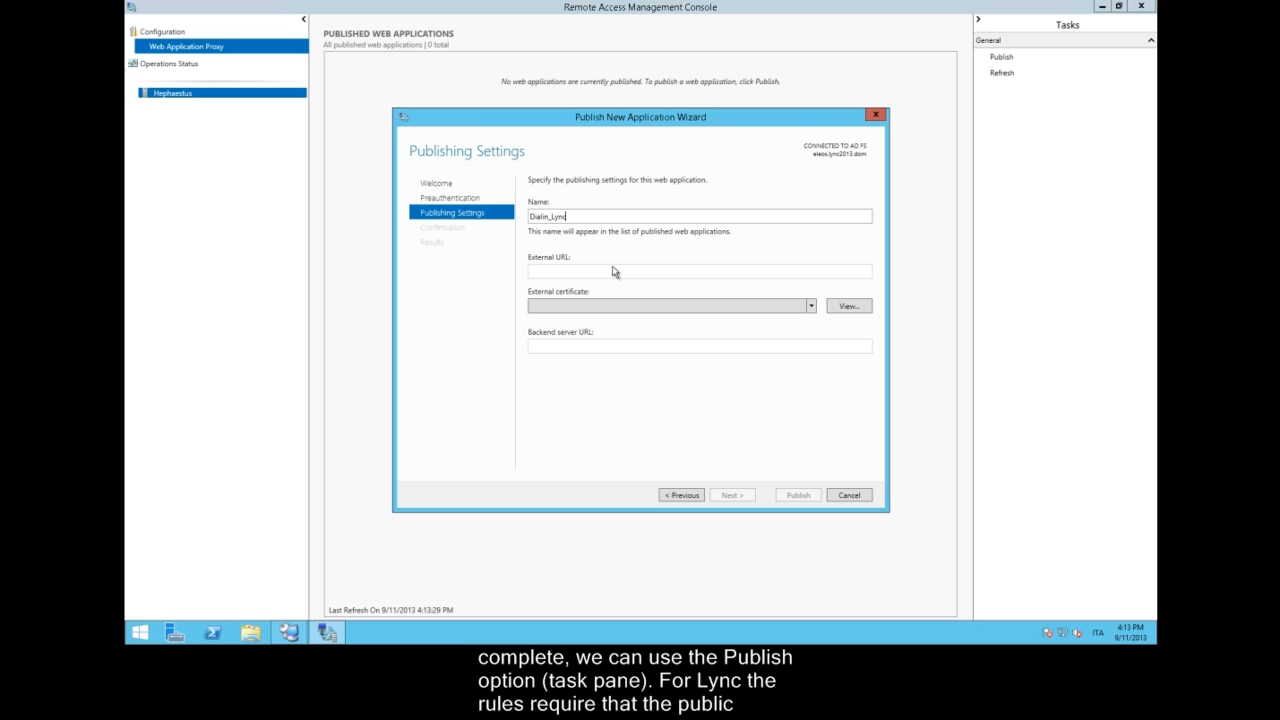 Remote Access Management Console
Configuration
Web Application Proxy
Operations Status
Hephaestus
PUBLISHED WEB APPLICATIONS
All published web applications | 0 total
No web applications are currently published. To publish a web application, click Publish.
Tasks
General
Publish
Refresh
Publish New Application Wizard
Publishing Settings
CONNECTED TO AD FS
eleos.lync2013.dom
Welcome
Preauthentication
Publishing Settings
Confirmation
Results
Specify the publishing settings for this web application.
Name:
Dialin_Lync
This name will appear in the list of published web applications.
External URL:
External certificate:
View...
Backend server URL:
< Previous
Next >
Publish
Cancel
Last Refresh On 9/11/2013 4:13:29 PM
ITA
4:13 PM
9/11/2013
complete, we can use the Publish
option (task pane). For Lync the
rules require that the public